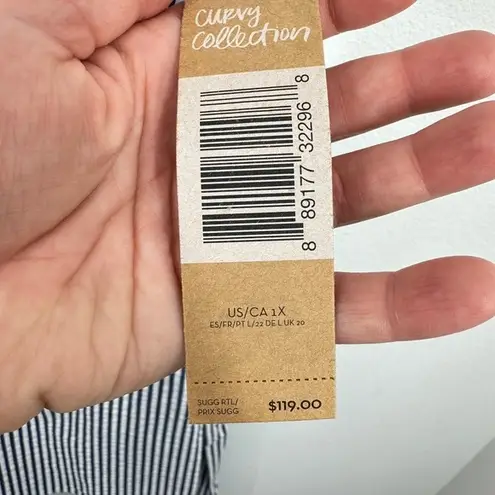 curvy
collection
8 89177 32296 8
US/CA 1X
ES/FR/PT L/22 DE L UK 20
SUGG RTL/
PRIX SUGG
$119.00